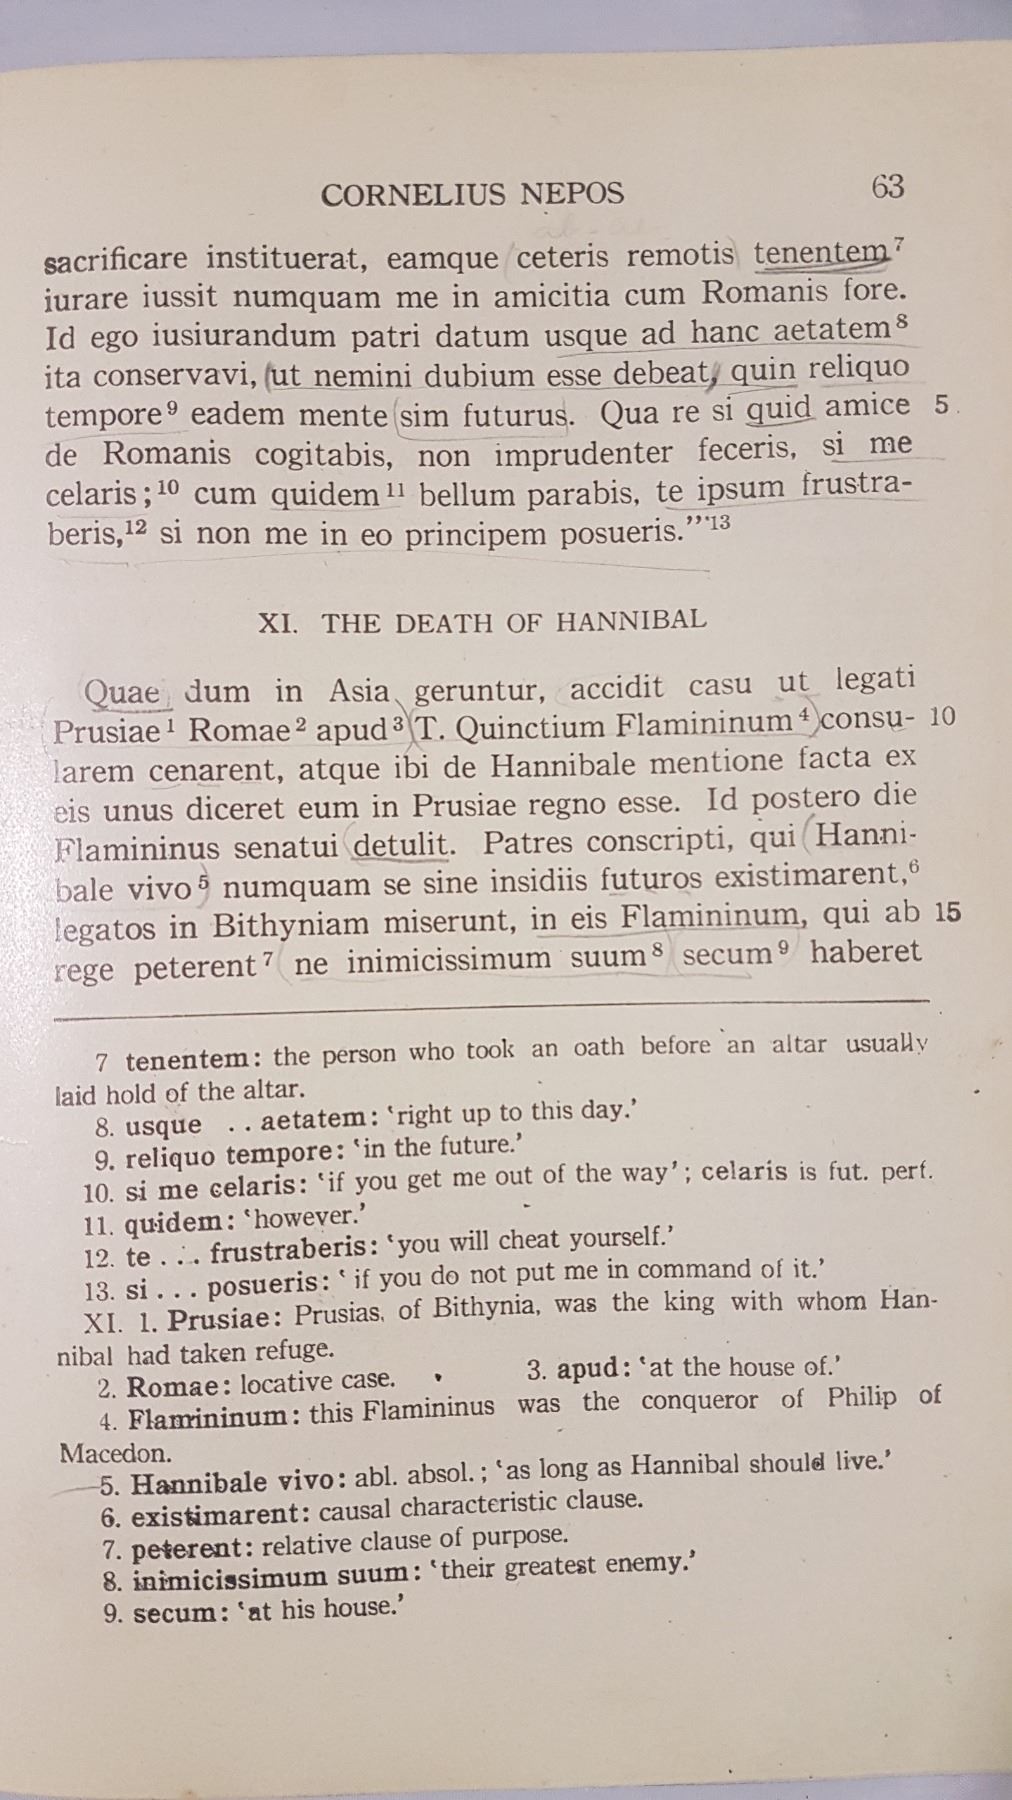 CORNELIUS NEPOS 63
sacrificare instituerat, eamque ceteris remotis tenentem⁷
iurare iussit numquam me in amicitia cum Romanis fore.
Id ego iusiurandum patri datum usque ad hanc aetatem⁸
ita conservavi, ut nemini dubium esse debeat, quin reliquo
tempore⁹ eadem mente sim futurus. Qua re si quid amice 5
de Romanis cogitabis, non imprudenter feceris, si me
celaris;¹⁰ cum quidem¹¹ bellum parabis, te ipsum frustra-
beris,¹² si non me in eo principem posueris.”’¹³
XI. THE DEATH OF HANNIBAL
Quae dum in Asia geruntur, accidit casu ut legati
Prusiae¹ Romae² apud³ T. Quinctium Flamininum⁴ consu- 10
larem cenarent, atque ibi de Hannibale mentione facta ex
eis unus diceret eum in Prusiae regno esse. Id postero die
Flamininus senatui detulit. Patres conscripti, qui Hanni-
bale vivo⁵ numquam se sine insidiis futuros existimarent,⁶
legatos in Bithyniam miserunt, in eis Flamininum, qui ab 15
rege peterent⁷ ne inimicissimum suum⁸ secum⁹ haberet
7 tenentem: the person who took an oath before an altar usually
laid hold of the altar.
8. usque . . aetatem: ‘right up to this day.’
9. reliquo tempore: ‘in the future.’
10. si me celaris: ‘if you get me out of the way’; celaris is fut. perf.
11. quidem: ‘however.’
12. te . . . frustraberis: ‘you will cheat yourself.’
13. si . . . posueris: ‘if you do not put me in command of it.’
XI. 1. Prusiae: Prusias, of Bithynia, was the king with whom Han-
nibal had taken refuge.
2. Romae: locative case. 3. apud: ‘at the house of.’
4. Flamininum: this Flamininus was the conqueror of Philip of
Macedon.
5. Hannibale vivo: abl. absol.; ‘as long as Hannibal should live.’
6. existimarent: causal characteristic clause.
7. peterent: relative clause of purpose.
8. inimicissimum suum: ‘their greatest enemy.’
9. secum: ‘at his house.’